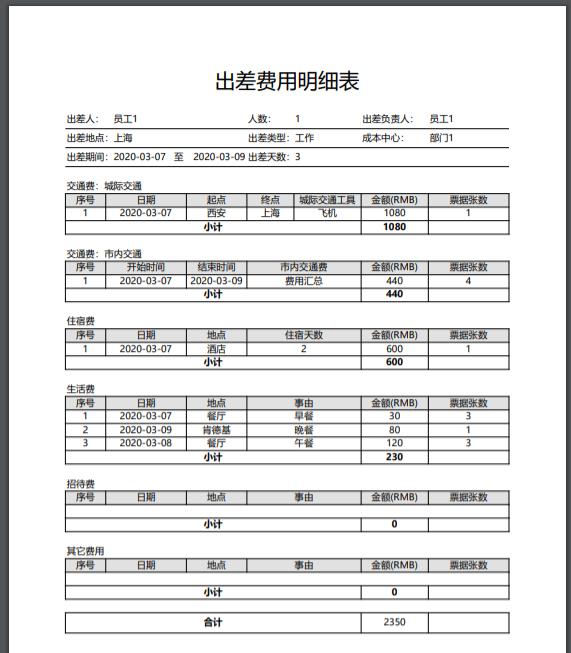 出差费用明细表
出差人： 员工1 人数： 1 出差负责人： 员工1
出差地点：上海 出差类型：工作 成本中心： 部门1
出差期间：2020-03-07 至 2020-03-09 出差天数：3
交通费：城际交通
序号 日期 起点 终点 城际交通工具 金额(RMB) 票据张数
1 2020-03-07 西安 上海 飞机 1080 1
小计 1080
交通费：市内交通
序号 开始时间 结束时间 市内交通费 金额(RMB) 票据张数
1 2020-03-07 2020-03-09 费用汇总 440 4
小计 440
住宿费
序号 日期 地点 住宿天数 金额(RMB) 票据张数
1 2020-03-07 酒店 2 600 1
小计 600
生活费
序号 日期 地点 事由 金额(RMB) 票据张数
1 2020-03-07 餐厅 早餐 30 3
2 2020-03-09 肯德基 晚餐 80 1
3 2020-03-08 餐厅 午餐 120 3
小计 230
招待费
序号 日期 地点 事由 金额(RMB) 票据张数
小计 0
其它费用
序号 日期 地点 事由 金额(RMB) 票据张数
小计 0
合计 2350